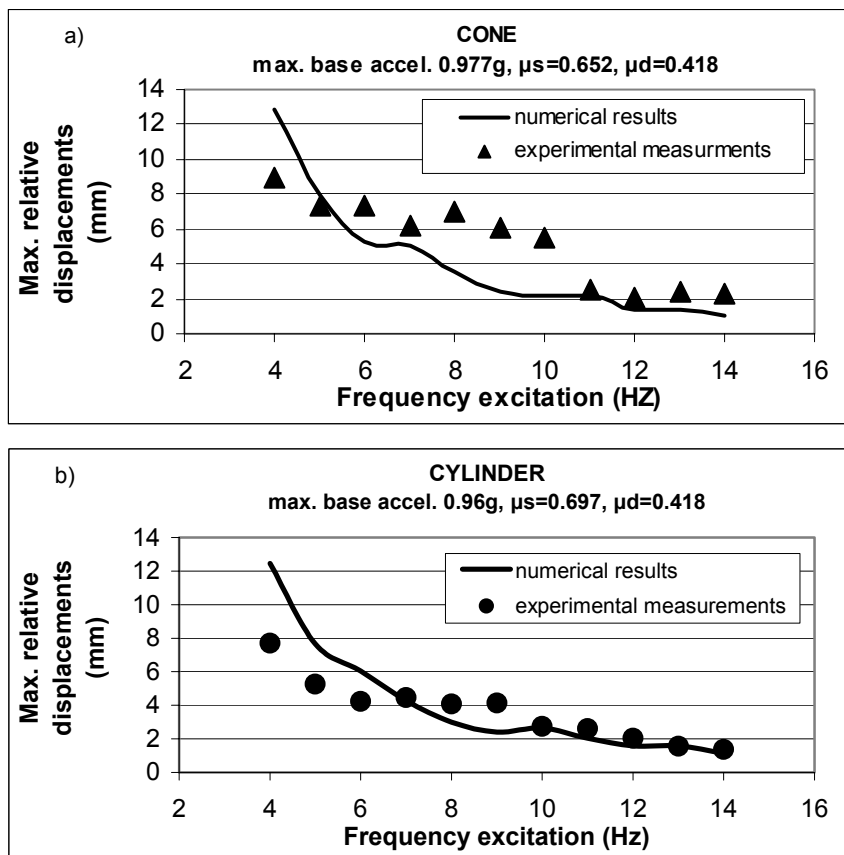 a)
CONE
max. base accel. 0.977g, µs=0.652, µd=0.418
Max. relative
displacements
(mm)
14
12
10
8
6
4
2
0
numerical results
experimental measurments
2 4 6 8 10 12 14 16
Frequency excitation (HZ)
b)
CYLINDER
max. base accel. 0.96g, µs=0.697, µd=0.418
Max. relative
displacements
(mm)
14
12
10
8
6
4
2
0
numerical results
experimental measurements
2 4 6 8 10 12 14 16
Frequency excitation (Hz)